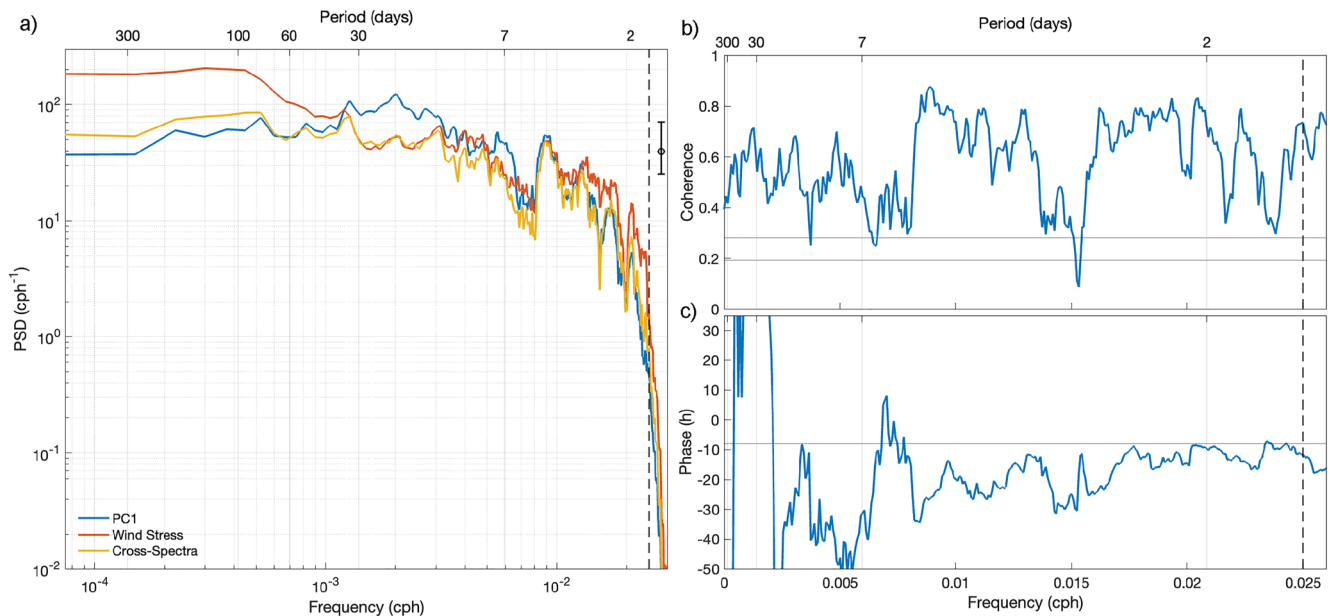 a)
Period (days)
300 100 60 30 7 2
10²
10¹
10⁰
10⁻¹
10⁻²
PSD (cph⁻¹)
PC1
Wind Stress
Cross-Spectra
10⁻⁴ 10⁻³ 10⁻²
Frequency (cph)
b)
Period (days)
300 30 7 2
1
0.8
0.6
0.4
0.2
0
Coherence
c)
30
20
10
0
-10
-20
-30
-40
-50
Phase (h)
0 0.005 0.01 0.015 0.02 0.025
Frequency (cph)